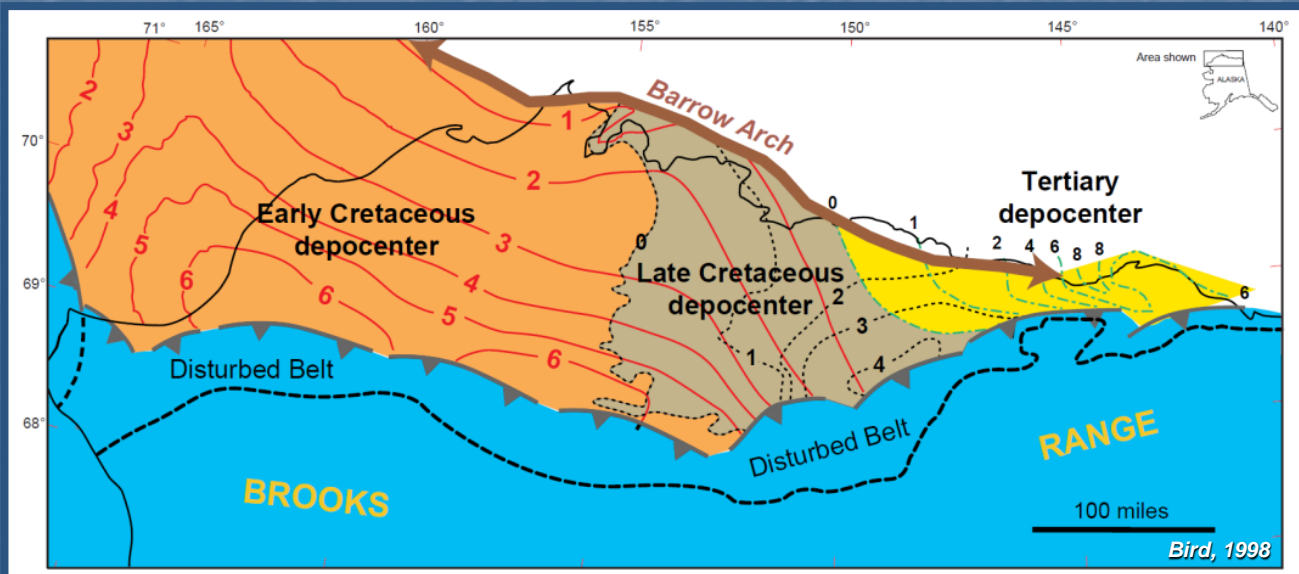 71° 165° 160° 155° 150° 145° 140°
Area shown
ALASKA
70°
69°
68°
Barrow Arch
Tertiary
depocenter
Early Cretaceous
depocenter
Late Cretaceous
depocenter
2
3
4
5
6
6
1
2
3
4
5
6
0
1
2
3
4
0
1
2
4
6
8
8
6
Disturbed Belt
Disturbed Belt
BROOKS
RANGE
100 miles
Bird, 1998